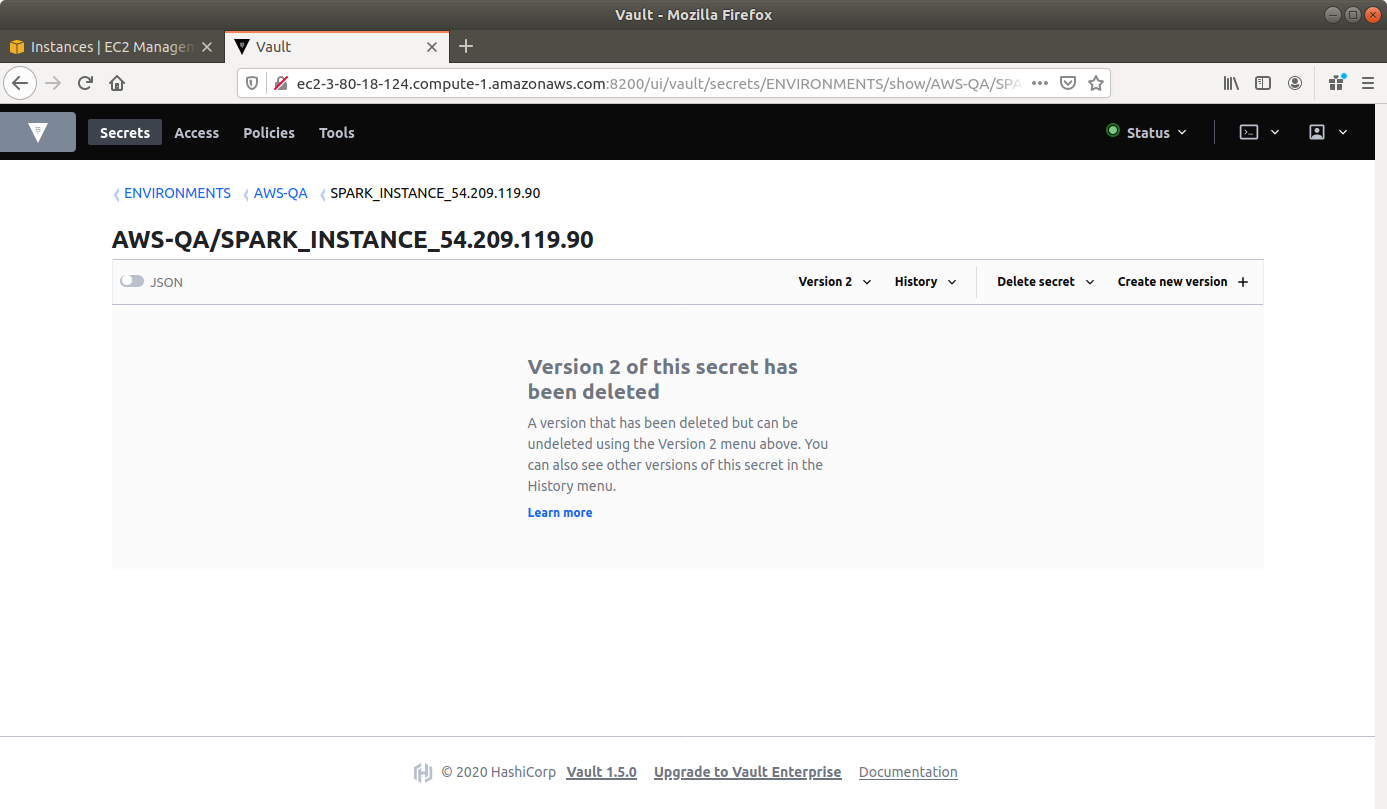 Vault - Mozilla Firefox
Instances | EC2 Managem
Vault
ec2-3-80-18-124.compute-1.amazonaws.com:8200/ui/vault/secrets/ENVIRONMENTS/show/AWS-QA/SPA
Secrets Access Policies Tools Status
ENVIRONMENTS AWS-QA SPARK_INSTANCE_54.209.119.90
AWS-QA/SPARK_INSTANCE_54.209.119.90
JSON Version 2 History Delete secret Create new version +
Version 2 of this secret has
been deleted
A version that has been deleted but can be
undeleted using the Version 2 menu above. You
can also see other versions of this secret in the
History menu.
Learn more
© 2020 HashiCorp Vault 1.5.0 Upgrade to Vault Enterprise Documentation